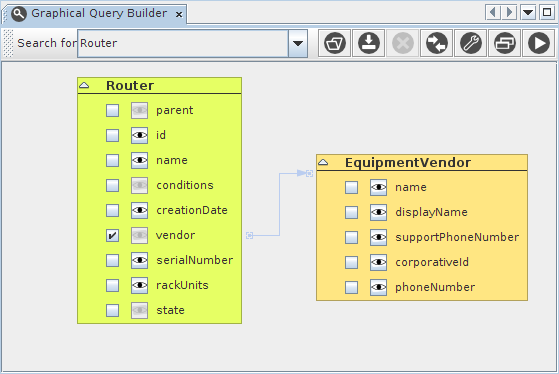 Graphical Query Builder
Search for Router
Router
parent
id
name
conditions
creationDate
vendor
serialNumber
rackUnits
state
EquipmentVendor
name
displayName
supportPhoneNumber
corporativeId
phoneNumber